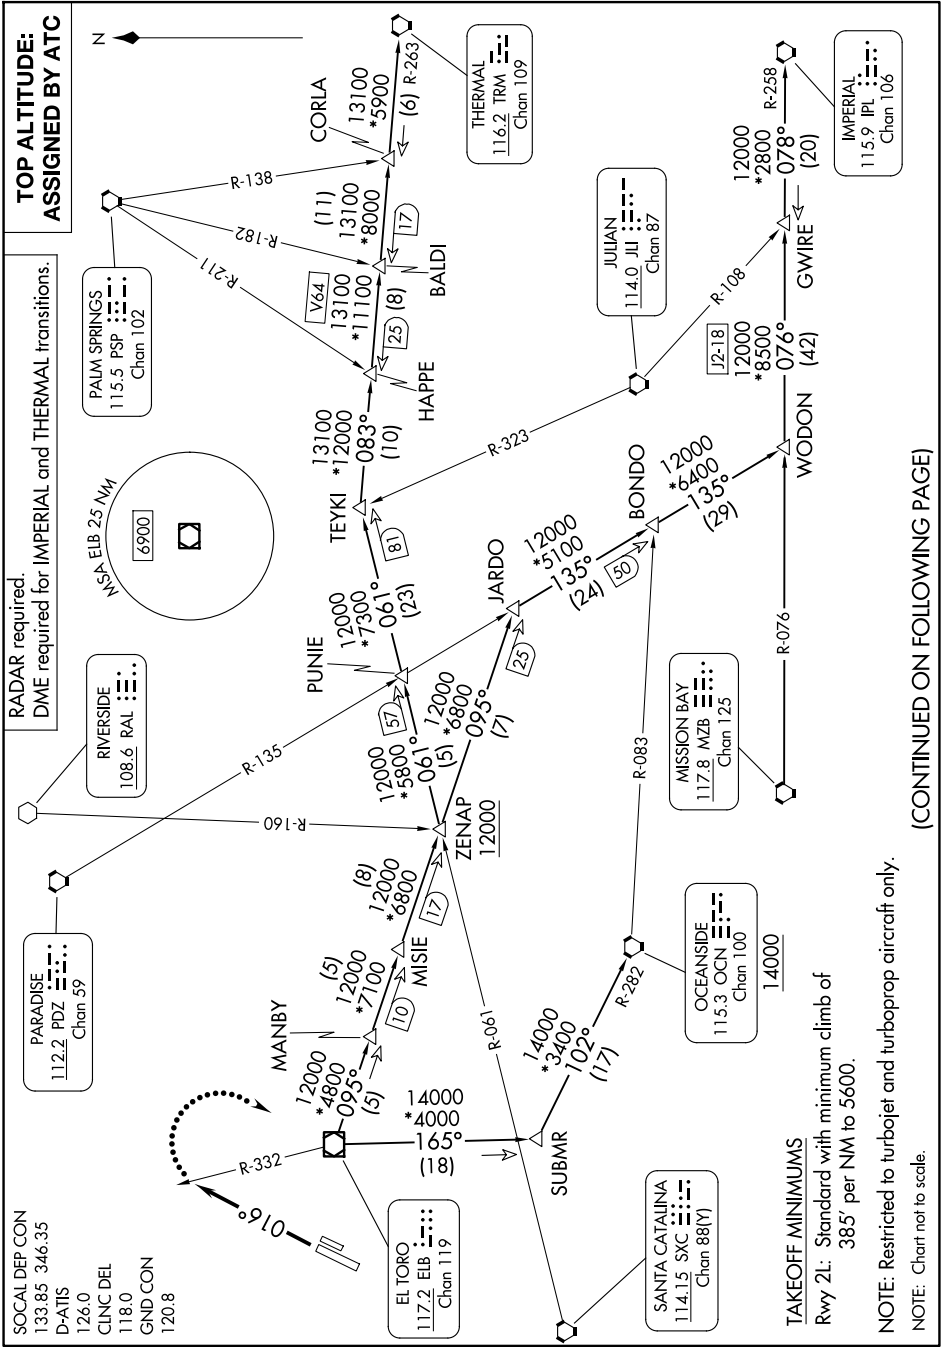 SOCAL DEP CON
133.85 346.35
D-ATIS
126.0
CLNC DEL
118.0
GND CON
120.8
PARADISE
112.2 PDZ
Chan 59
RIVERSIDE
108.6 RAL
RADAR required.
DME required for IMPERIAL and THERMAL transitions.
TOP ALTITUDE:
ASSIGNED BY ATC
MSA ELB 25 NM
6900
PALM SPRINGS
115.5 PSP
Chan 102
N
R-211
R-182
R-138
R-332
016°
EL TORO
117.2 ELB
Chan 119
MANBY
12000
*4800
095°
(5)
10
(5)
12000
*7100
MISIE
(8)
12000
*6800
17
R-160
R-135
ZENAP
12000
12000
*5800
061°
(5)
57
PUNIE
12000
*7300
061°
(23)
81
TEYKI
13100
*12000
083°
(10)
HAPPE
V64
13100
*11100
(8)
25
BALDI
(11)
13100
*8000
17
CORLA
13100
*5900
(6)
R-263
THERMAL
116.2 TRM
Chan 109
12000
*6800
095°
(7)
25
JARDO
12000
*5100
135°
(24)
50
BONDO
12000
*6400
135°
(29)
R-323
JULIAN
114.0 JLI
Chan 87
R-108
14000
*4000
165°
(18)
SUBMR
R-061
14000
*3400
102°
(17)
R-282
R-083
SANTA CATALINA
114.15 SXC
Chan 88(Y)
OCEANSIDE
115.3 OCN
Chan 100
14000
MISSION BAY
117.8 MZB
Chan 125
R-076
WODON
J2-18
12000
*8500
076°
(42)
GWIRE
12000
*2800
078°
(20)
R-258
IMPERIAL
115.9 IPL
Chan 106
TAKEOFF MINIMUMS
Rwy 2L: Standard with minimum climb of
385' per NM to 5600.
NOTE: Restricted to turbojet and turboprop aircraft only.
NOTE: Chart not to scale.
(CONTINUED ON FOLLOWING PAGE)